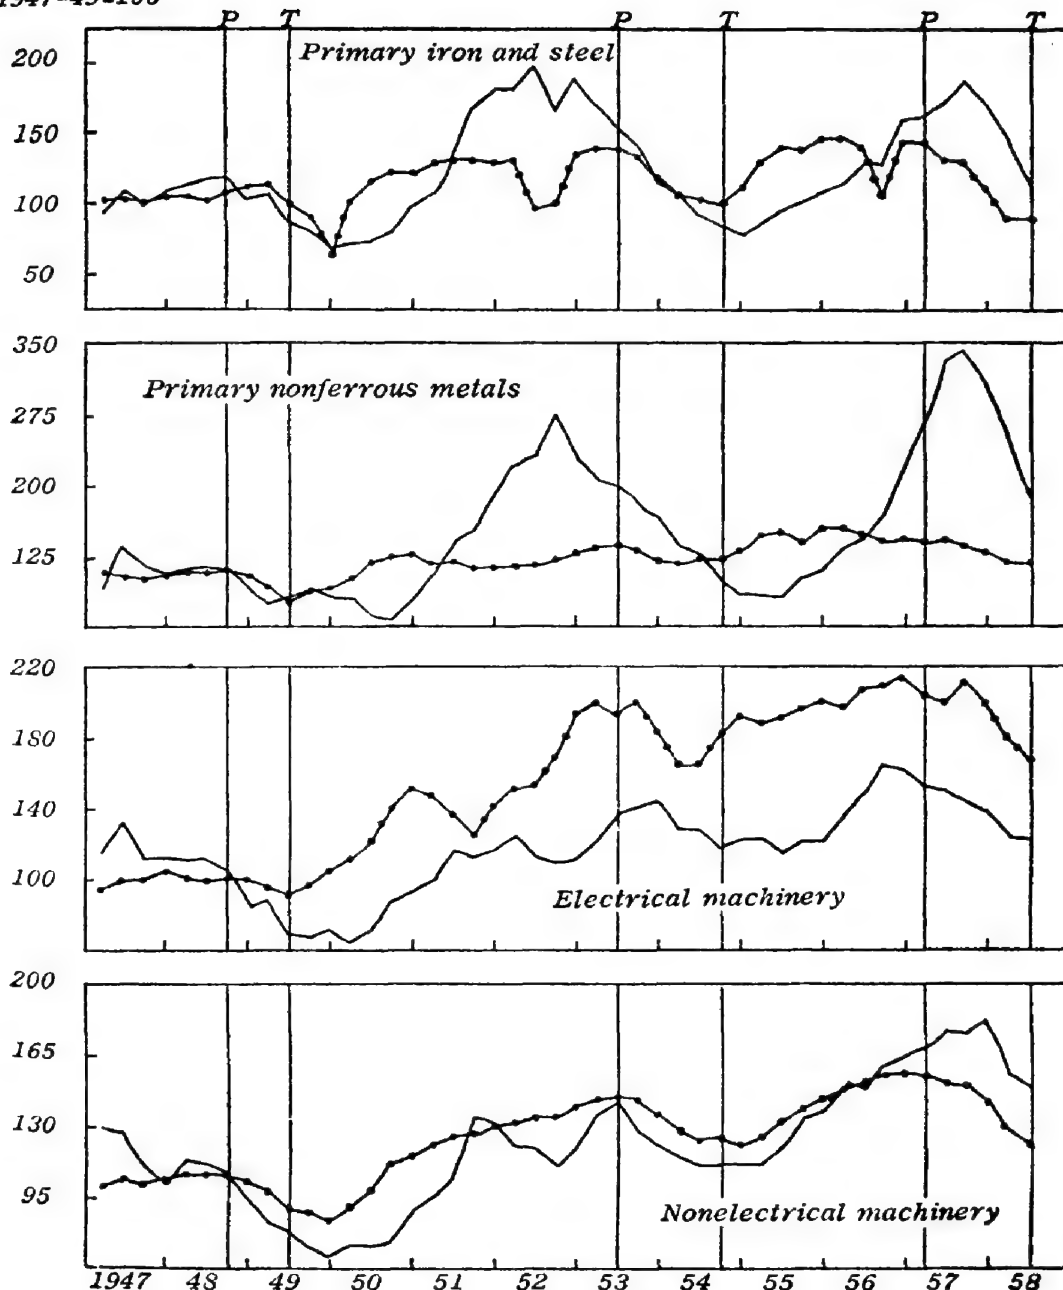 1947-49=100
P T P T P T
Primary iron and steel
200
150
100
50
Primary nonferrous metals
350
275
200
125
Electrical machinery
220
180
140
100
Nonelectrical machinery
200
165
130
95
1947 48 49 50 51 52 53 54 55 56 57 58